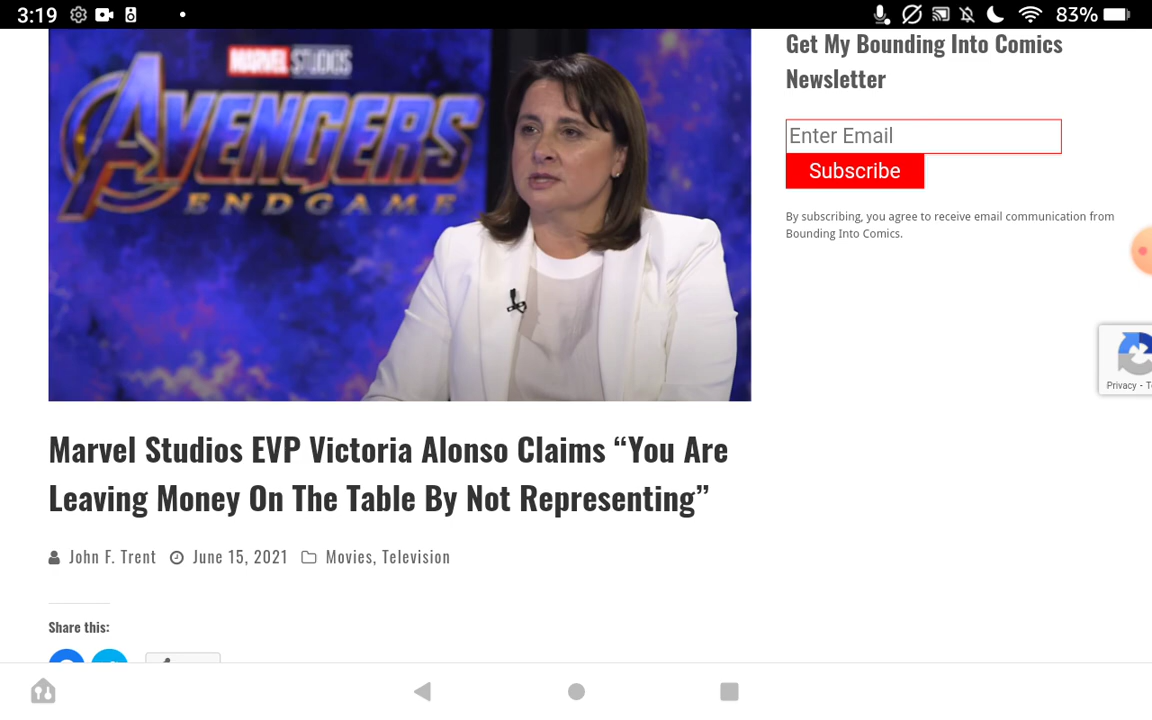 3:19
83%
MARVEL STUDIOS
AVENGERS
ENDGAME
Get My Bounding Into Comics
Newsletter
Enter Email
Subscribe
By subscribing, you agree to receive email communication from
Bounding Into Comics.
Privacy -
Marvel Studios EVP Victoria Alonso Claims “You Are
Leaving Money On The Table By Not Representing”
John F. Trent June 15, 2021 Movies, Television
Share this: